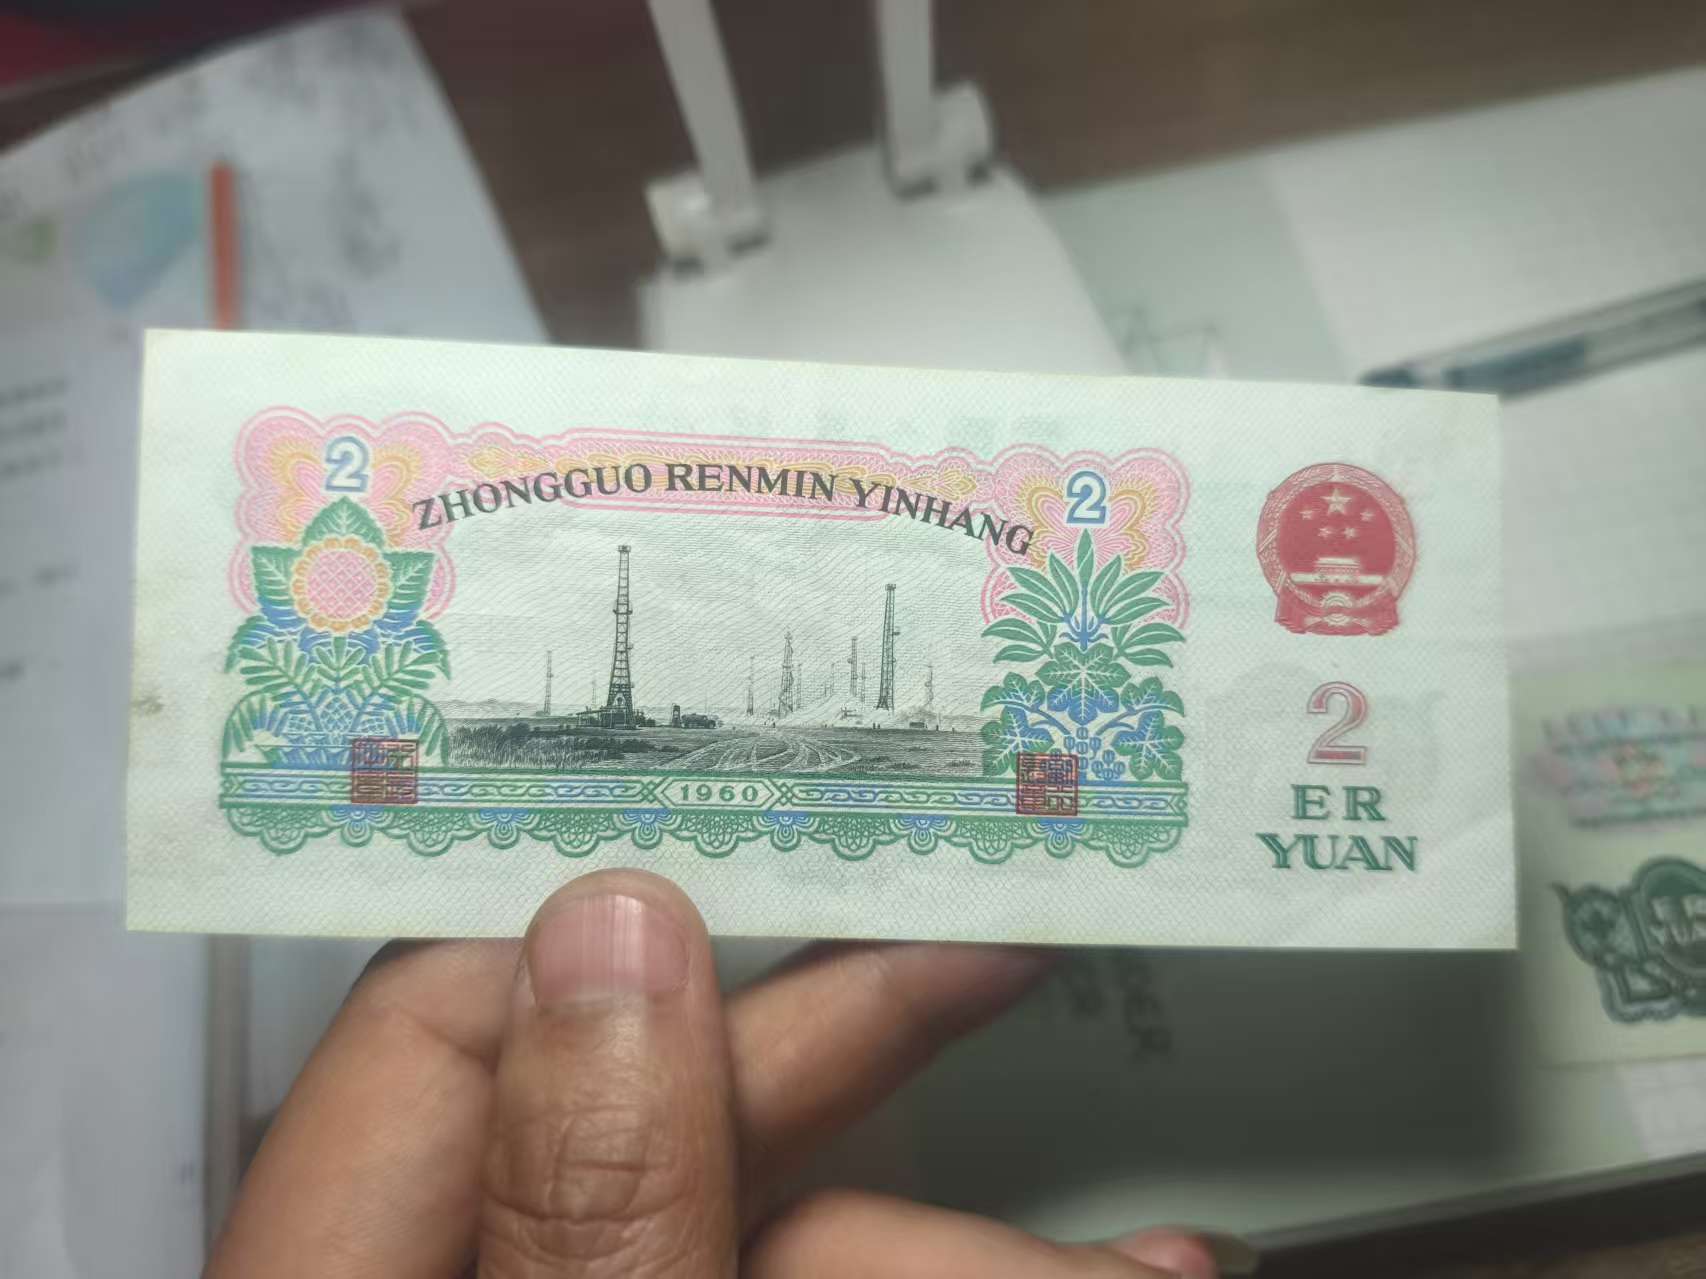 2
2
ZHONGGUO RENMIN YINHANG
1960
2
ER
YUAN